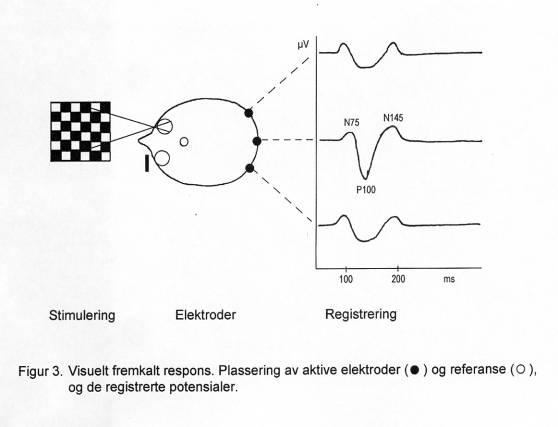 µV
N75
N145
P100
100
200
ms
Stimulering
Elektroder
Registrering
Figur 3. Visuelt fremkalt respons. Plassering av aktive elektroder (●) og referanse (○),
og de registrerte potensialer.